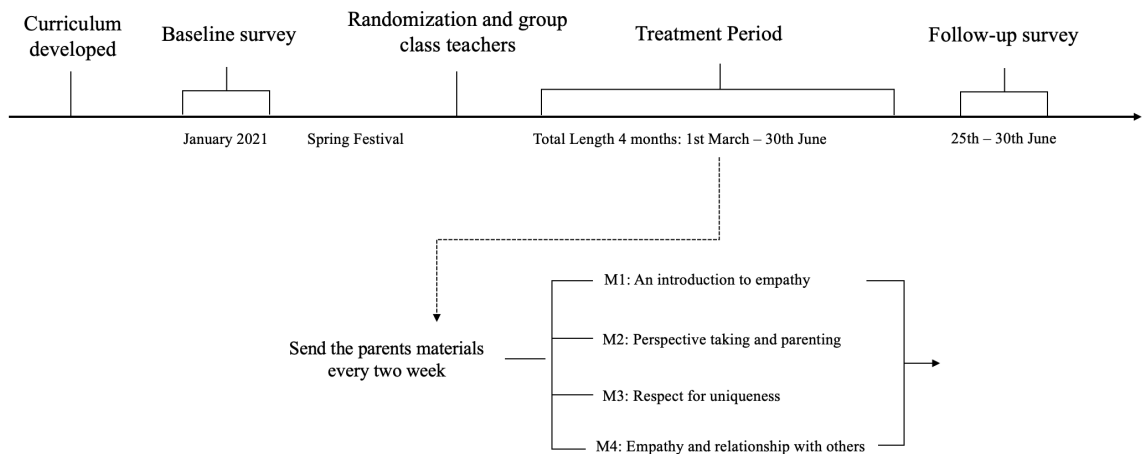 Curriculum
developed
Baseline survey
Randomization and group
class teachers
Treatment Period
Follow-up survey
January 2021
Spring Festival
Total Length 4 months: 1st March – 30th June
25th – 30th June
Send the parents materials
every two week
M1: An introduction to empathy
M2: Perspective taking and parenting
M3: Respect for uniqueness
M4: Empathy and relationship with others